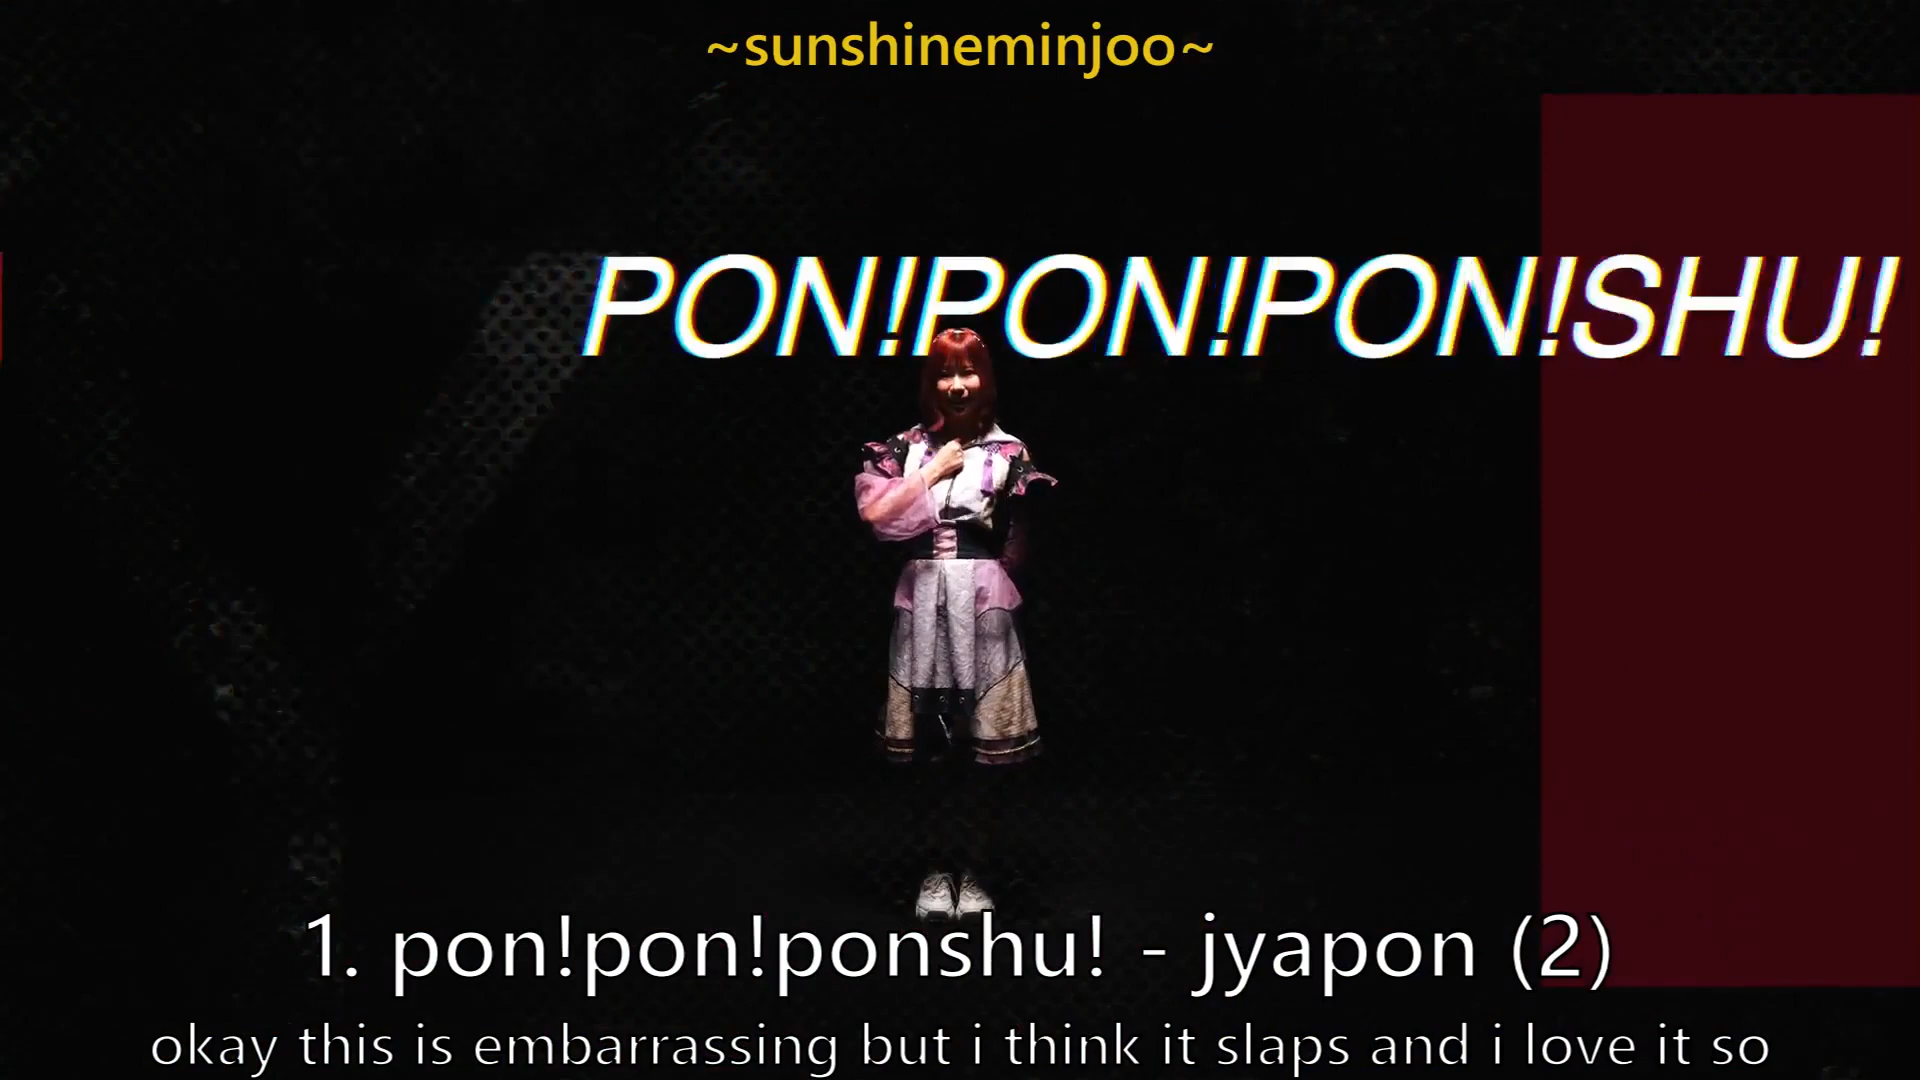 ~sunshineminjoo~
PON!PON!PON!SHU!
1. pon!pon!ponshu! - jyapon (2)
okay this is embarrassing but i think it slaps and i love it so